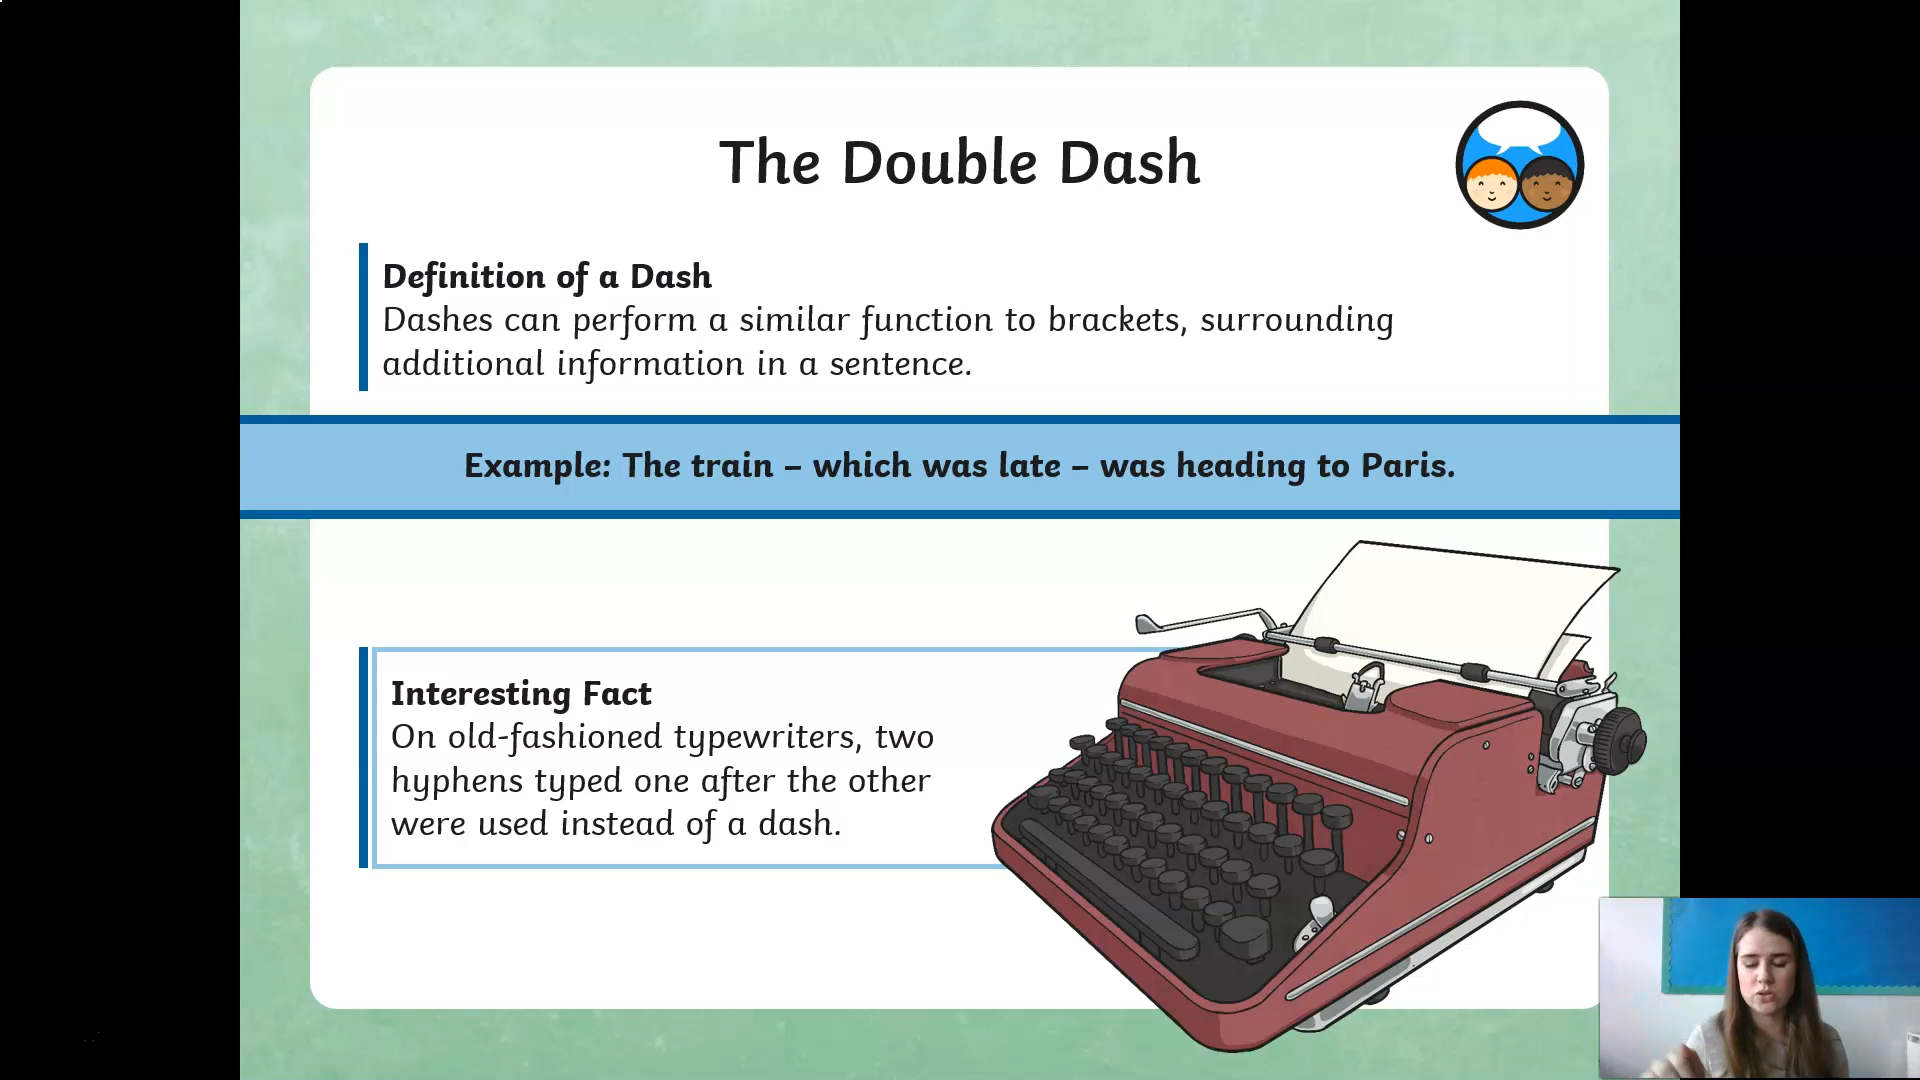 The Double Dash
Definition of a Dash
Dashes can perform a similar function to brackets, surrounding
additional information in a sentence.
Example: The train – which was late – was heading to Paris.
Interesting Fact
On old-fashioned typewriters, two
hyphens typed one after the other
were used instead of a dash.